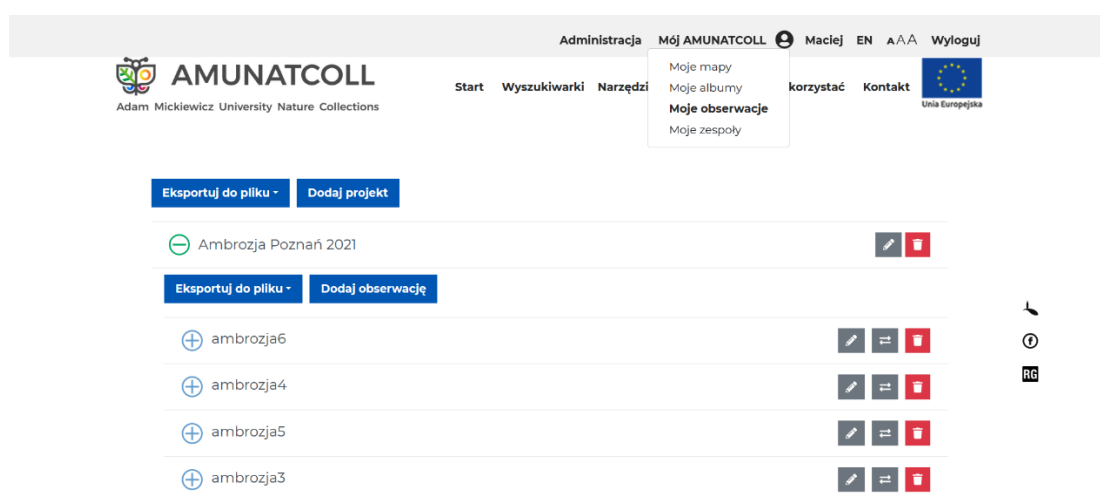 Administracja Mój AMUNATCOLL Maciej EN AAA Wyloguj
AMUNATCOLL
Adam Mickiewicz University Nature Collections
Start Wyszukiwarki Narzędzi korzystać Kontakt
Unia Europejska
Moje mapy
Moje albumy
Moje obserwacje
Moje zespoły
Eksportuj do pliku Dodaj projekt
Ambrozja Poznań 2021
Eksportuj do pliku Dodaj obserwację
ambrozja6
ambrozja4
RG
ambrozja5
ambrozja3